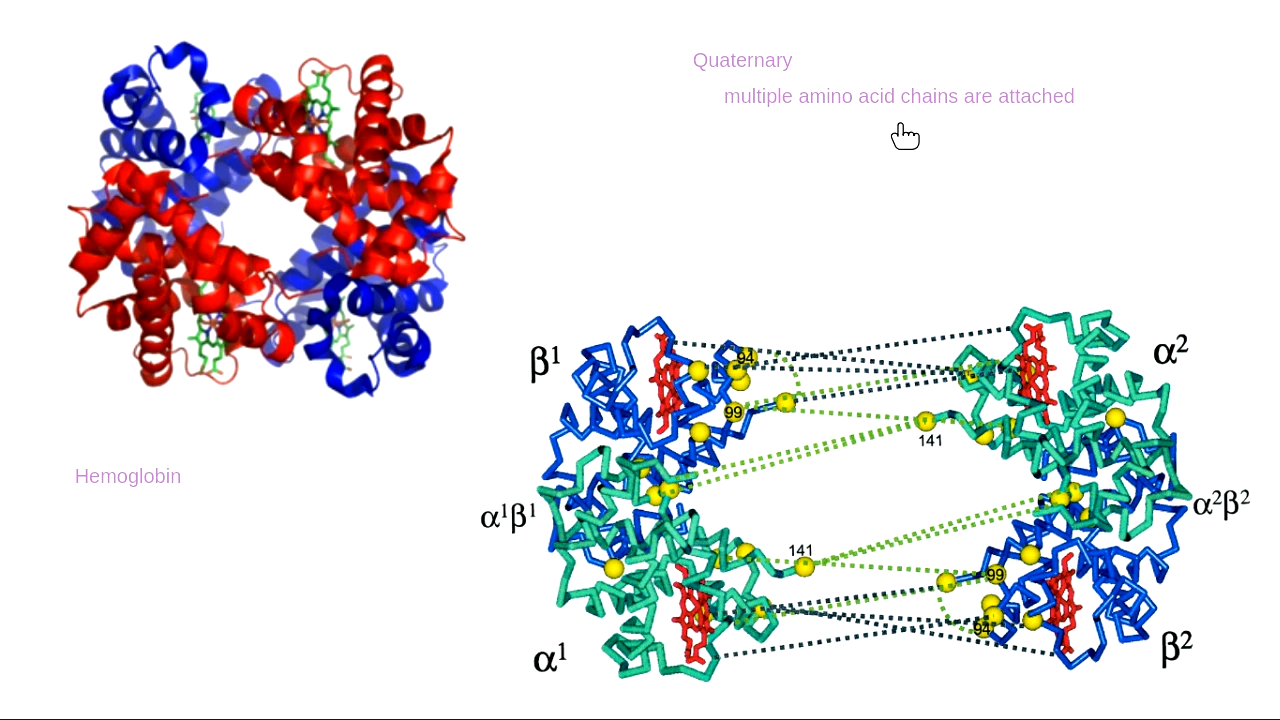 Quaternary
multiple amino acid chains are attached
β¹
94
α²
99
141
Hemoglobin
α¹β¹
α²β²
141
99
94
α¹
β²